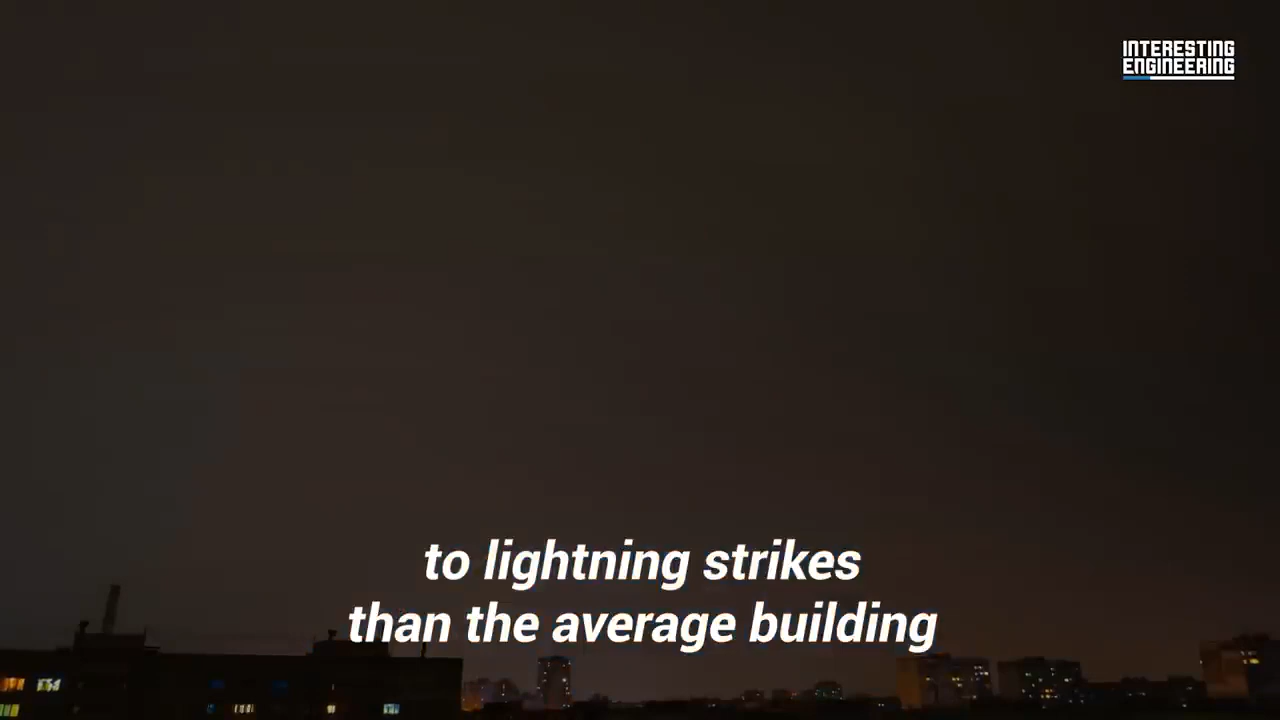 INTERESTING
ENGINEERING
to lightning strikes
than the average building